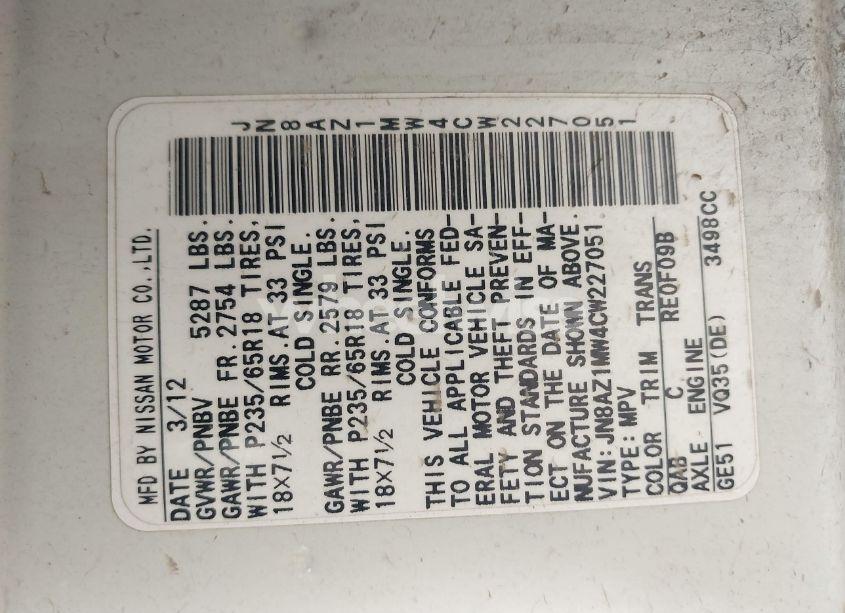 MFD BY NISSAN MOTOR CO.,LTD.
DATE 3/12
GVWR/PNBV 5287 LBS.
GAWR/PNBE FR.2754 LBS.
WITH P235/65R18 TIRES,
18×7½ RIMS.AT 33 PSI
COLD SINGLE.
GAWR/PNBE RR.2579 LBS.
WITH P235/65R18 TIRES,
18×7½ RIMS.AT 33 PSI
COLD SINGLE.
THIS VEHICLE CONFORMS
TO ALL APPLICABLE FED-
ERAL MOTOR VEHICLE SA-
FETY AND THEFT PREVEN-
TION STANDARDS IN EFF-
ECT ON THE DATE OF MA-
NUFACTURE SHOWN ABOVE.
VIN:JN8AZ1MW4CW227051
TYPE:MPV
COLOR TRIM TRANS
QAB C RE0F09B
AXLE ENGINE
GE51 VQ35(DE) 3498CC
JN8AZ1MW4CW227051